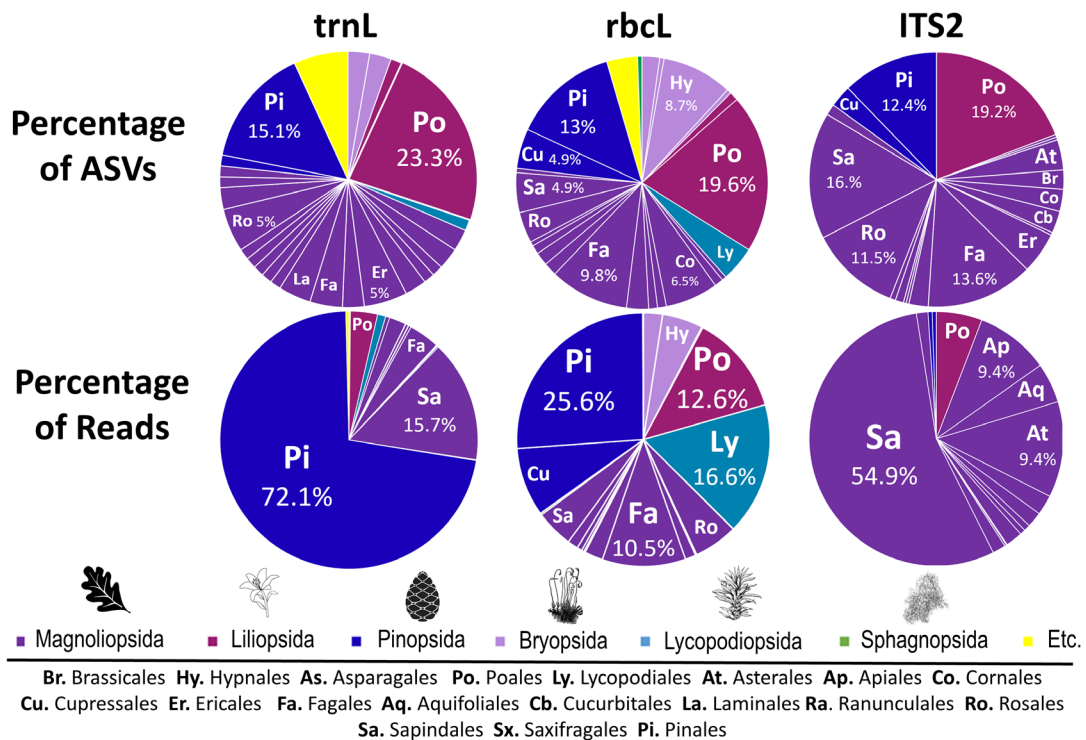 trnL rbcL ITS2
Percentage
of ASVs
Pi
15.1%
Po
23.3%
Ro 5%
La
Fa
Er
5%
Pi
13%
Cu 4.9%
Sa 4.9%
Ro
Fa
9.8%
Co
6.5%
Ly
Po
19.6%
Hy
8.7%
Pi
12.4%
Cu
Sa
16.%
Ro
11.5%
Fa
13.6%
Er
Cb
Co
Br
At
Po
19.2%
Percentage
of Reads
Po
Fa
Sa
15.7%
Pi
72.1%
Pi
25.6%
Cu
Sa
Fa
10.5%
Ro
Ly
16.6%
Po
12.6%
Hy
Po
Ap
9.4%
Aq
At
9.4%
Sa
54.9%
Magnoliopsida Liliopsida Pinopsida Bryopsida Lycopodiopsida Sphagnopsida Etc.
Br. Brassicales Hy. Hypnales As. Asparagales Po. Poales Ly. Lycopodiales At. Asterales Ap. Apiales Co. Cornales
Cu. Cupressales Er. Ericales Fa. Fagales Aq. Aquifoliales Cb. Cucurbitales La. Laminales Ra. Ranunculales Ro. Rosales
Sa. Sapindales Sx. Saxifragales Pi. Pinales